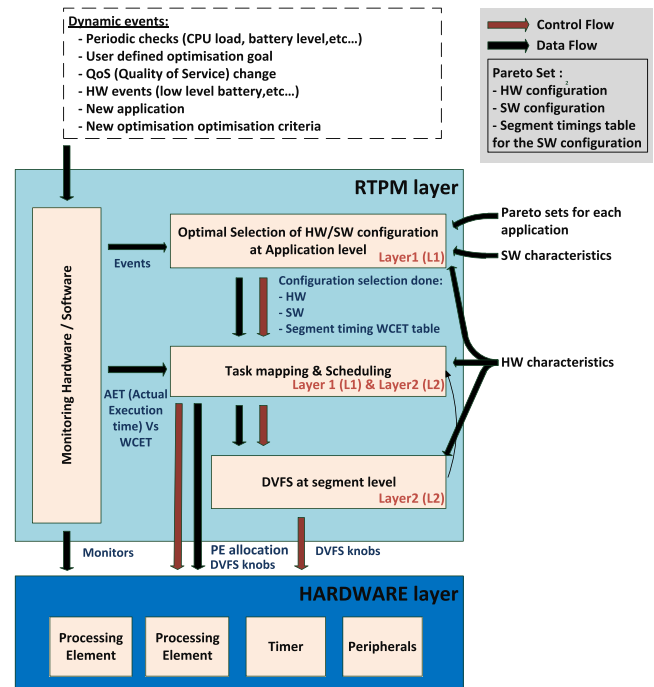 Dynamic events:
- Periodic checks (CPU load, battery level,etc...)
- User defined optimisation goal
- QoS (Quality of Service) change
- HW events (low level battery,etc...)
- New application
- New optimisation optimisation criteria
Control Flow
Data Flow
Pareto Set :
2
- HW configuration
- SW configuration
- Segment timings table
for the SW configuration
RTPM layer
Monitoring Hardware / Software
Optimal Selection of HW/SW configuration
at Application level
Layer1 (L1)
Events
Pareto sets for each
application
SW characteristics
Configuration selection done:
- HW
- SW
- Segment timing WCET table
Task mapping & Scheduling
Layer 1 (L1) & Layer2 (L2)
HW characteristics
AET (Actual
Execution
time) Vs
WCET
DVFS at segment level
Layer2 (L2)
Monitors
PE allocation
DVFS knobs
DVFS knobs
HARDWARE layer
Processing
Element
Processing
Element
Timer
Peripherals